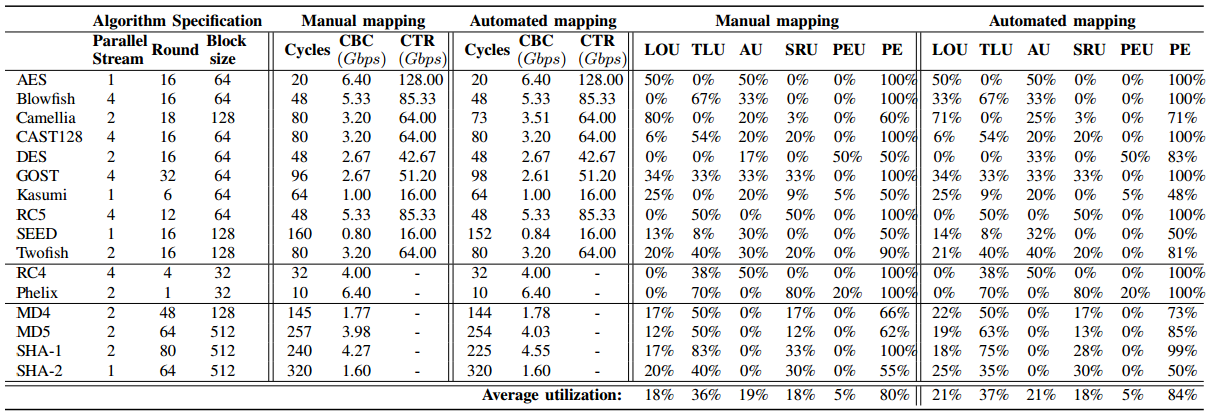 Algorithm Specification Manual mapping Automated mapping Manual mapping Automated mapping
Parallel Stream Round Block size Cycles CBC (Gbps) CTR (Gbps) Cycles CBC (Gbps) CTR (Gbps) LOU TLU AU SRU PEU PE LOU TLU AU SRU PEU PE
AES 1 16 64 20 6.40 128.00 20 6.40 128.00 50% 0% 50% 0% 0% 100% 50% 0% 50% 0% 0% 100%
Blowfish 4 16 64 48 5.33 85.33 48 5.33 85.33 0% 67% 33% 0% 0% 100% 33% 67% 33% 0% 0% 100%
Camellia 2 18 128 80 3.20 64.00 73 3.51 64.00 80% 0% 20% 3% 0% 60% 71% 0% 25% 3% 0% 71%
CAST128 4 16 64 80 3.20 64.00 80 3.20 64.00 6% 54% 20% 20% 0% 100% 6% 54% 20% 20% 0% 100%
DES 2 16 64 48 2.67 42.67 48 2.67 42.67 0% 0% 17% 0% 50% 50% 0% 0% 33% 0% 50% 83%
GOST 4 32 64 96 2.67 51.20 98 2.61 51.20 34% 33% 33% 33% 0% 100% 34% 33% 33% 33% 0% 100%
Kasumi 1 6 64 64 1.00 16.00 64 1.00 16.00 25% 0% 20% 9% 5% 50% 25% 9% 20% 0% 5% 48%
RC5 4 12 64 48 5.33 85.33 48 5.33 85.33 0% 50% 0% 50% 0% 100% 0% 50% 0% 50% 0% 100%
SEED 1 16 128 160 0.80 16.00 152 0.84 16.00 13% 8% 30% 0% 0% 50% 14% 8% 32% 0% 0% 50%
Twofish 2 16 128 80 3.20 64.00 80 3.20 64.00 20% 40% 30% 20% 0% 90% 21% 40% 40% 20% 0% 81%
RC4 4 4 32 32 4.00 - 32 4.00 - 0% 38% 50% 0% 0% 100% 0% 38% 50% 0% 0% 100%
Phelix 2 1 32 10 6.40 - 10 6.40 - 0% 70% 0% 80% 20% 100% 0% 70% 0% 80% 20% 100%
MD4 2 48 128 145 1.77 - 144 1.78 - 17% 50% 0% 17% 0% 66% 22% 50% 0% 17% 0% 73%
MD5 2 64 512 257 3.98 - 254 4.03 - 12% 50% 0% 12% 0% 62% 19% 63% 0% 13% 0% 85%
SHA-1 2 80 512 240 4.27 - 225 4.55 - 17% 83% 0% 33% 0% 100% 18% 75% 0% 28% 0% 99%
SHA-2 1 64 512 320 1.60 - 320 1.60 - 20% 40% 0% 30% 0% 55% 25% 35% 0% 30% 0% 50%
Average utilization: 18% 36% 19% 18% 5% 80% 21% 37% 21% 18% 5% 84%